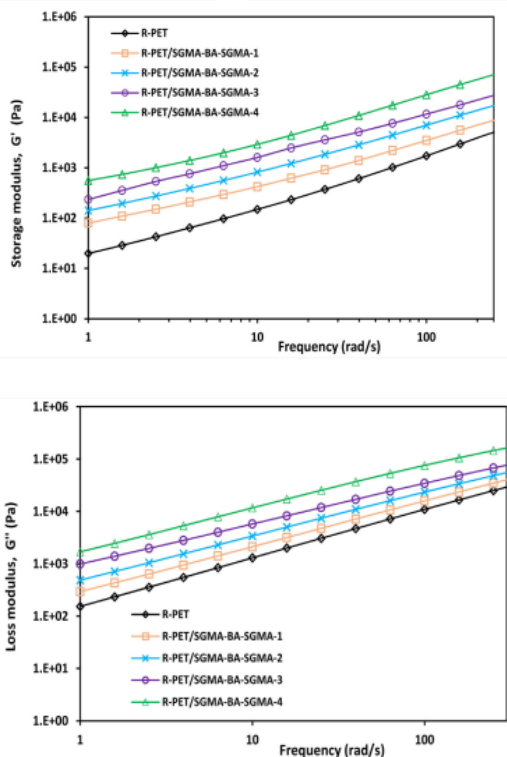 1.E+06
1.E+05
1.E+04
1.E+03
1.E+02
1.E+01
1.E+00
Storage modulus, G' (Pa)
R-PET
R-PET/SGMA-BA-SGMA-1
R-PET/SGMA-BA-SGMA-2
R-PET/SGMA-BA-SGMA-3
R-PET/SGMA-BA-SGMA-4
1 10 100
Frequency (rad/s)
1.E+06
1.E+05
1.E+04
1.E+03
1.E+02
1.E+01
1.E+00
Loss modulus, G'' (Pa)
R-PET
R-PET/SGMA-BA-SGMA-1
R-PET/SGMA-BA-SGMA-2
R-PET/SGMA-BA-SGMA-3
R-PET/SGMA-BA-SGMA-4
1 10 100
Frequency (rad/s)